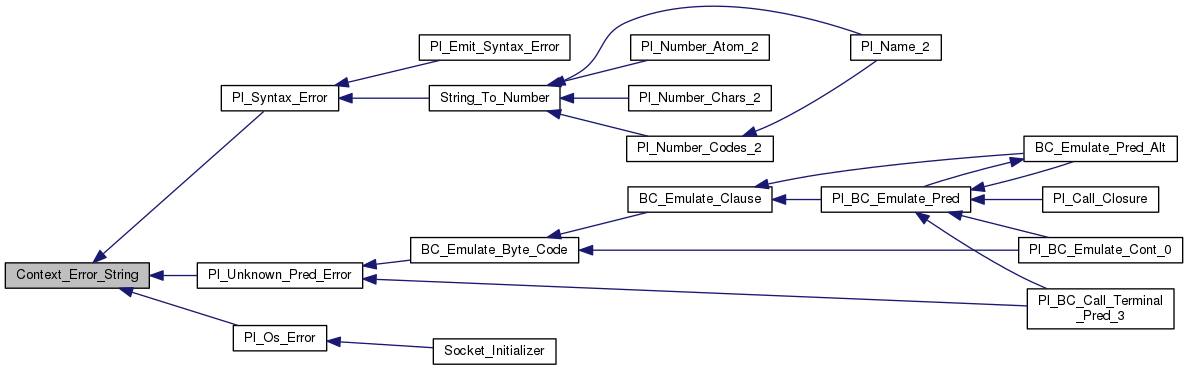 Pl_Emit_Syntax_Error
Pl_Number_Atom_2
Pl_Name_2
Pl_Syntax_Error
String_To_Number
Pl_Number_Chars_2
Pl_Number_Codes_2
BC_Emulate_Pred_Alt
BC_Emulate_Clause
Pl_BC_Emulate_Pred
Pl_Call_Closure
BC_Emulate_Byte_Code
Pl_BC_Emulate_Cont_0
Context_Error_String
Pl_Unknown_Pred_Error
Pl_BC_Call_Terminal
_Pred_3
Pl_Os_Error
Socket_Initializer